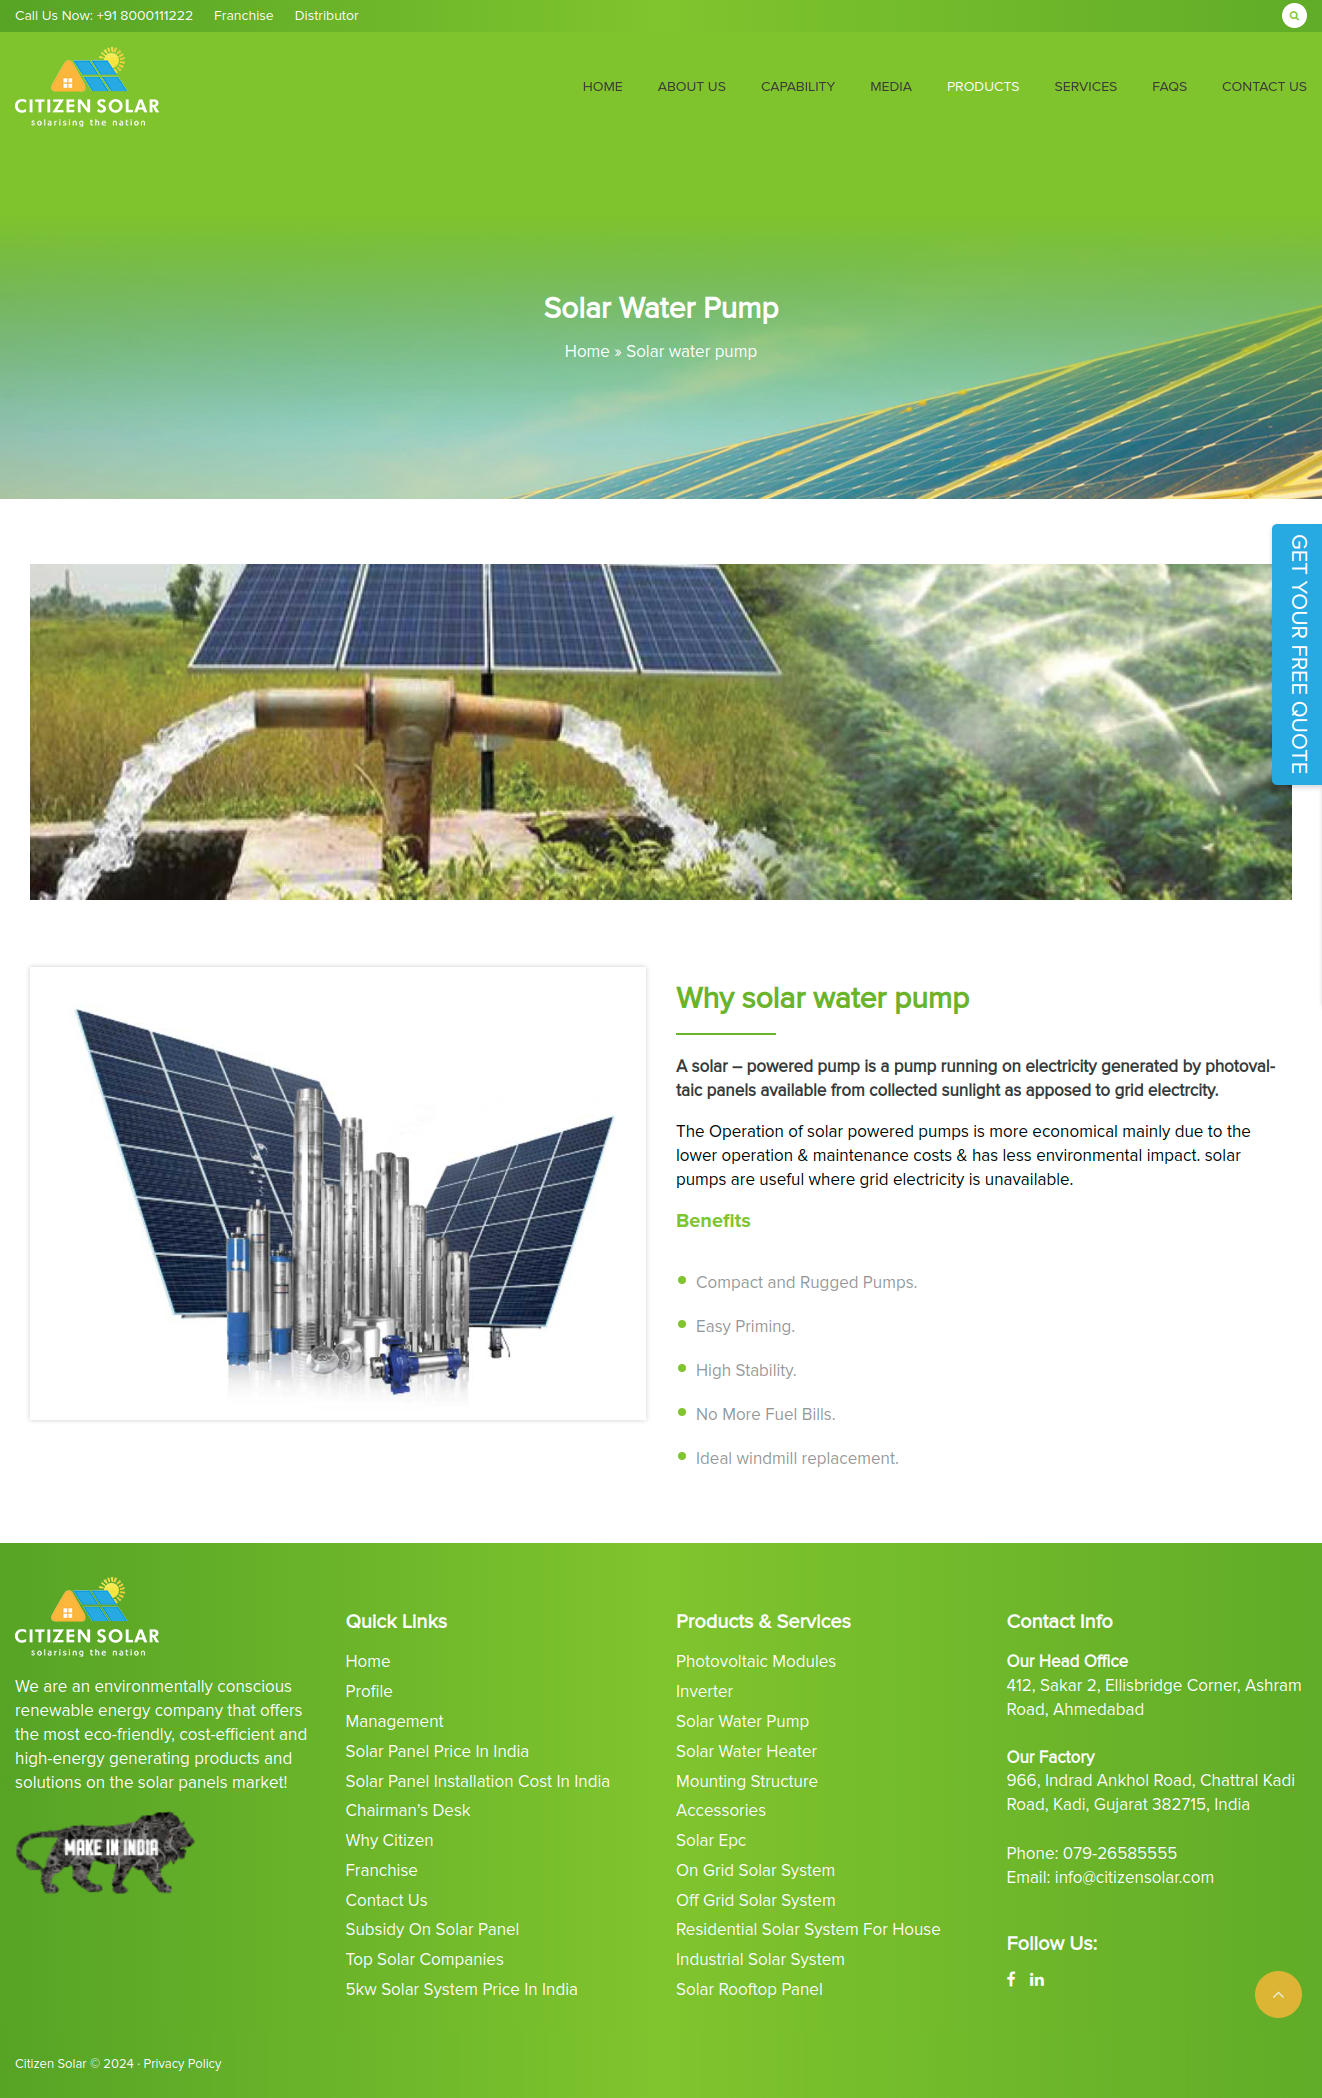 Call Us Now: +91 8000111222 Franchise Distributor
CITIZEN SOLAR
solarising the nation
HOME ABOUT US CAPABILITY MEDIA PRODUCTS SERVICES FAQS CONTACT US
Solar Water Pump
Home » Solar water pump
GET YOUR FREE QUOTE
Why solar water pump
A solar – powered pump is a pump running on electricity generated by photoval-
taic panels available from collected sunlight as apposed to grid electrcity.
The Operation of solar powered pumps is more economical mainly due to the
lower operation & maintenance costs & has less environmental impact. solar
pumps are useful where grid electricity is unavailable.
Benefits
Compact and Rugged Pumps.
Easy Priming.
High Stability.
No More Fuel Bills.
Ideal windmill replacement.
CITIZEN SOLAR
solarising the nation
We are an environmentally conscious
renewable energy company that offers
the most eco-friendly, cost-efficient and
high-energy generating products and
solutions on the solar panels market!
MAKE IN INDIA
Quick Links
Home
Profile
Management
Solar Panel Price In India
Solar Panel Installation Cost In India
Chairman's Desk
Why Citizen
Franchise
Contact Us
Subsidy On Solar Panel
Top Solar Companies
5kw Solar System Price In India
Products & Services
Photovoltaic Modules
Inverter
Solar Water Pump
Solar Water Heater
Mounting Structure
Accessories
Solar Epc
On Grid Solar System
Off Grid Solar System
Residential Solar System For House
Industrial Solar System
Solar Rooftop Panel
Contact Info
Our Head Office
412, Sakar 2, Ellisbridge Corner, Ashram
Road, Ahmedabad
Our Factory
966, Indrad Ankhol Road, Chattral Kadi
Road, Kadi, Gujarat 382715, India
Phone: 079-26585555
Email: info@citizensolar.com
Follow Us:
Citizen Solar © 2024 · Privacy Policy